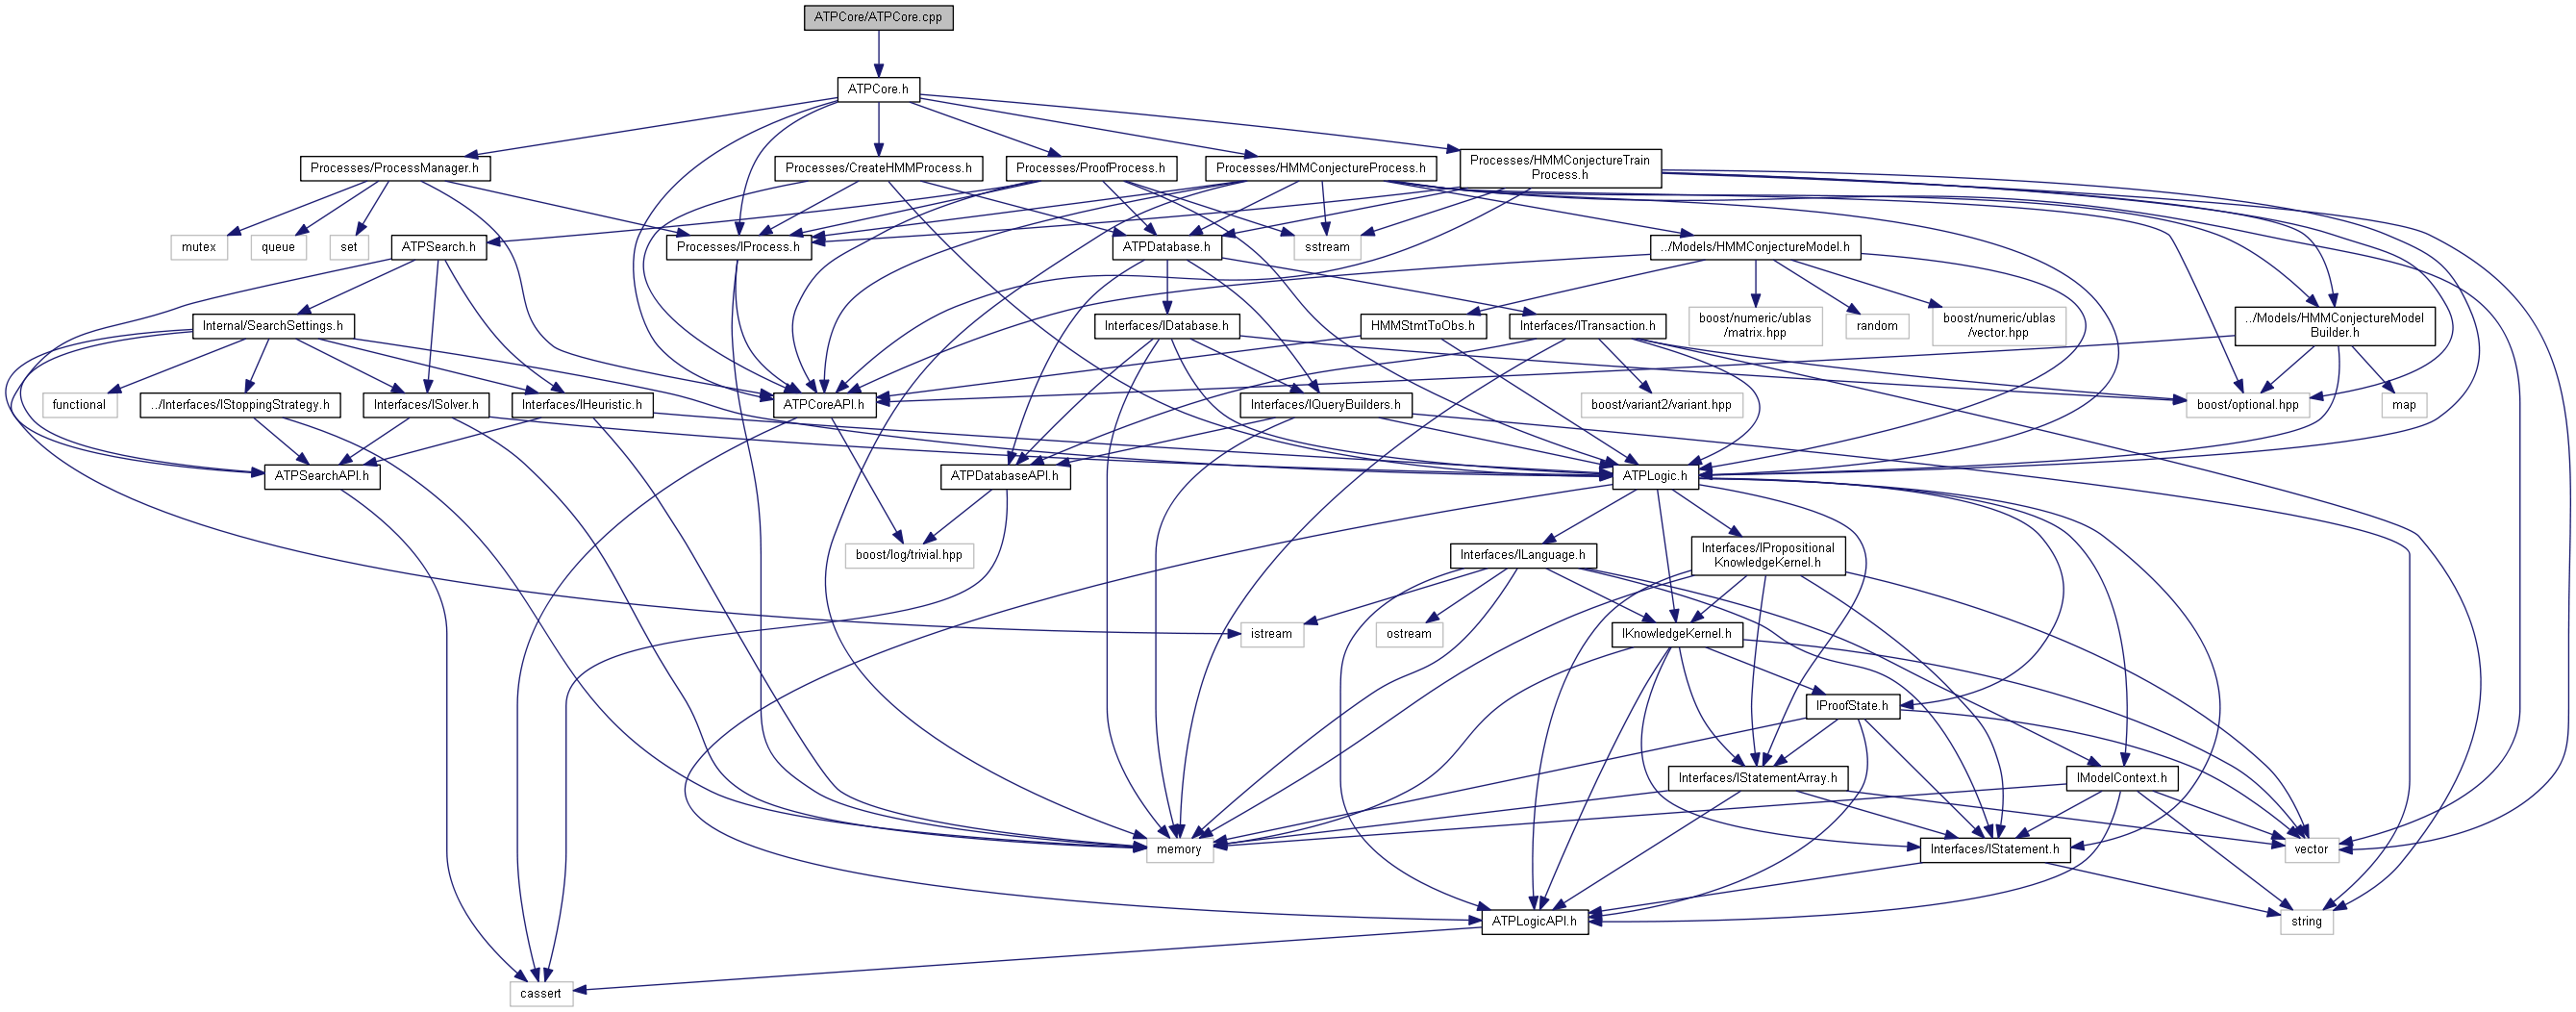 ATPCore/ATPCore.cpp
ATPCore.h
Processes/ProcessManager.h
Processes/CreateHMMProcess.h
Processes/ProofProcess.h
Processes/HMMConjectureProcess.h
Processes/HMMConjectureTrain
Process.h
mutex
queue
set
ATPSearch.h
Processes/IProcess.h
ATPDatabase.h
sstream
../Models/HMMConjectureModel.h
Internal/SearchSettings.h
Interfaces/IDatabase.h
HMMStmtToObs.h
Interfaces/ITransaction.h
boost/numeric/ublas
/matrix.hpp
random
boost/numeric/ublas
/vector.hpp
../Models/HMMConjectureModel
Builder.h
functional
../Interfaces/IStoppingStrategy.h
Interfaces/ISolver.h
Interfaces/IHeuristic.h
ATPCoreAPI.h
Interfaces/IQueryBuilders.h
boost/variant2/variant.hpp
boost/optional.hpp
map
ATPSearchAPI.h
ATPDatabaseAPI.h
ATPLogic.h
boost/log/trivial.hpp
Interfaces/ILanguage.h
Interfaces/IPropositional
KnowledgeKernel.h
istream
ostream
IKnowledgeKernel.h
IProofState.h
Interfaces/IStatementArray.h
IModelContext.h
memory
Interfaces/IStatement.h
vector
ATPLogicAPI.h
string
cassert